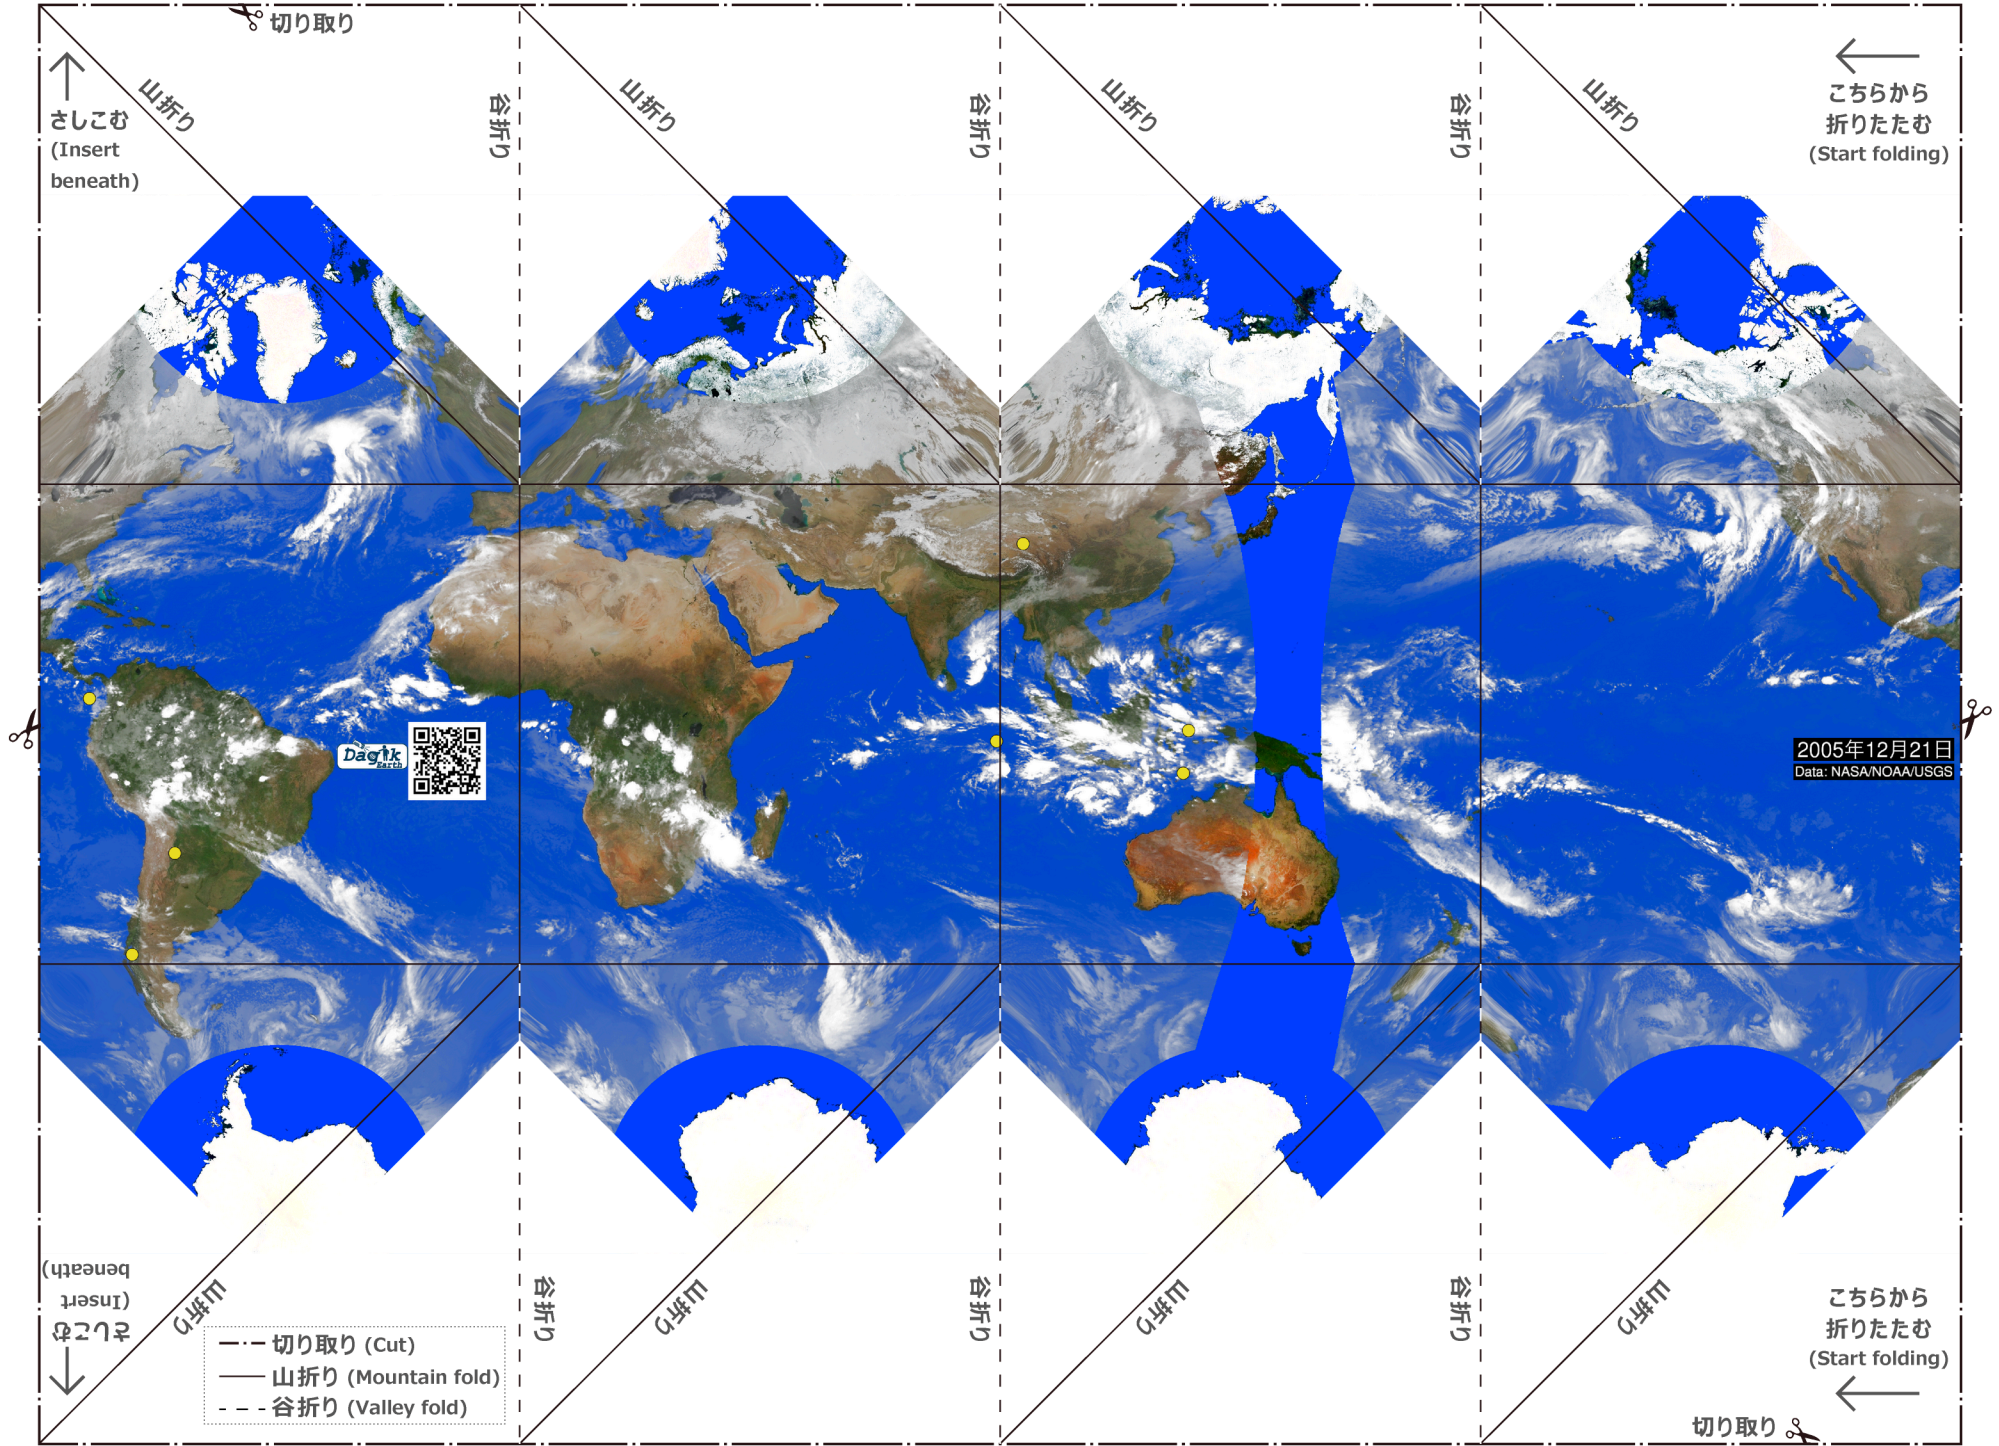 切り取り
さしこむ
(Insert
beneath)
山折り
谷折り
山折り
谷折り
山折り
谷折り
山折り
こちらから
折りたたむ
(Start folding)
Dagik
Earth
2005年12月21日
Data: NASA/NOAA/USGS
さしこむ
(Insert
beneath)
山折り
谷折り
山折り
谷折り
山折り
谷折り
山折り
こちらから
折りたたむ
(Start folding)
切り取り (Cut)
山折り (Mountain fold)
谷折り (Valley fold)
切り取り